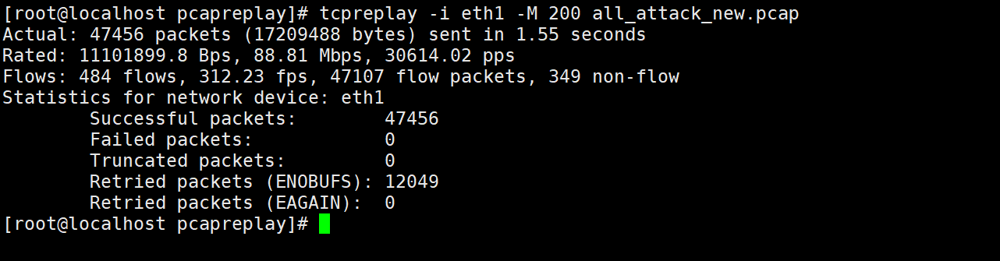 [root@localhost pcapreplay]# tcpreplay -i eth1 -M 200 all_attack_new.pcap
Actual: 47456 packets (17209488 bytes) sent in 1.55 seconds
Rated: 11101899.8 Bps, 88.81 Mbps, 30614.02 pps
Flows: 484 flows, 312.23 fps, 47107 flow packets, 349 non-flow
Statistics for network device: eth1
        Successful packets:        47456
        Failed packets:            0
        Truncated packets:         0
        Retried packets (ENOBUFS): 12049
        Retried packets (EAGAIN):  0
[root@localhost pcapreplay]#